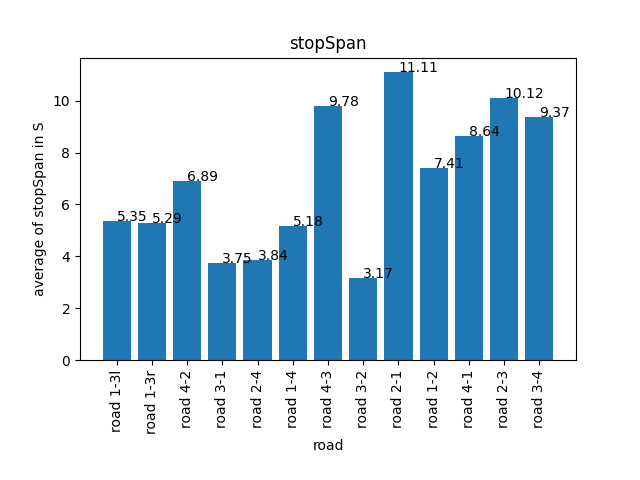 stopSpan
average of stopSpan in S
10
8
6
4
2
0
5.35
5.29
6.89
3.75
3.84
5.18
9.78
3.17
11.11
7.41
8.64
10.12
9.37
road 1-3l
road 1-3r
road 4-2
road 3-1
road 2-4
road 1-4
road 4-3
road 3-2
road 2-1
road 1-2
road 4-1
road 2-3
road 3-4
road